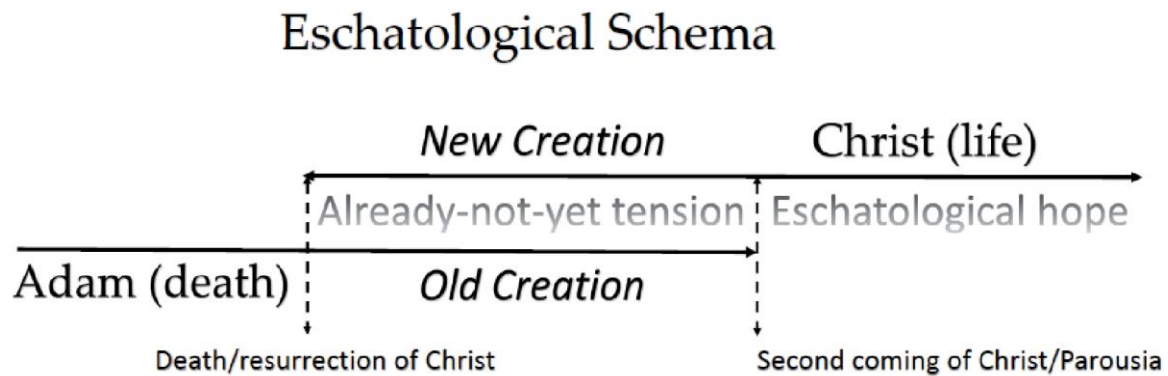 Eschatological Schema
New Creation Christ (life)
Already-not-yet tension Eschatological hope
Adam (death) Old Creation
Death/resurrection of Christ Second coming of Christ/Parousia